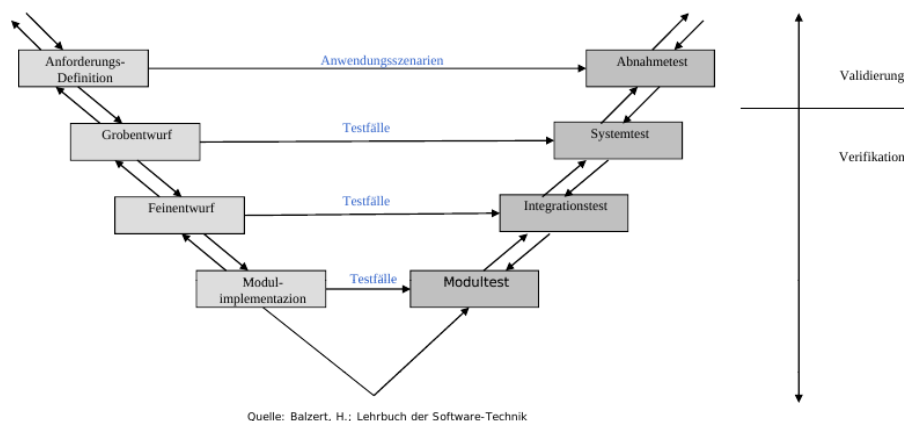 Anforderungs-
Definition
Anwendungsszenarien
Abnahmetest
Validierung
Grobentwurf
Testfälle
Systemtest
Verifikation
Feinentwurf
Testfälle
Integrationstest
Modul-
implementazion
Testfälle
Modultest
Quelle: Balzert, H.; Lehrbuch der Software-Technik